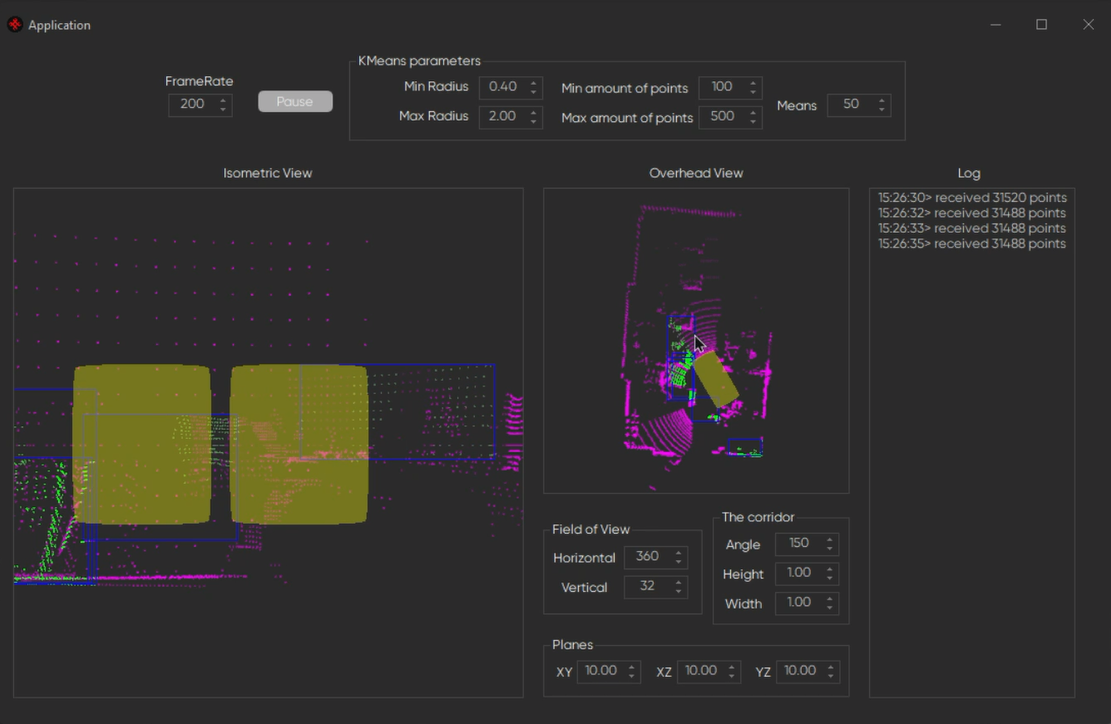 Application
KMeans parameters
FrameRate
Min Radius 0.40 Min amount of points 100
200 Pause
Means 50
Max Radius 2.00 Max amount of points 500
Isometric View
Overhead View
Log
15:26:30> received 31520 points
15:26:32> received 31488 points
15:26:33> received 31488 points
15:26:35> received 31488 points
Field of View
Horizontal 360
Vertical 32
The corridor
Angle 150
Height 1.00
Width 1.00
Planes
XY 10.00 XZ 10.00 YZ 10.00